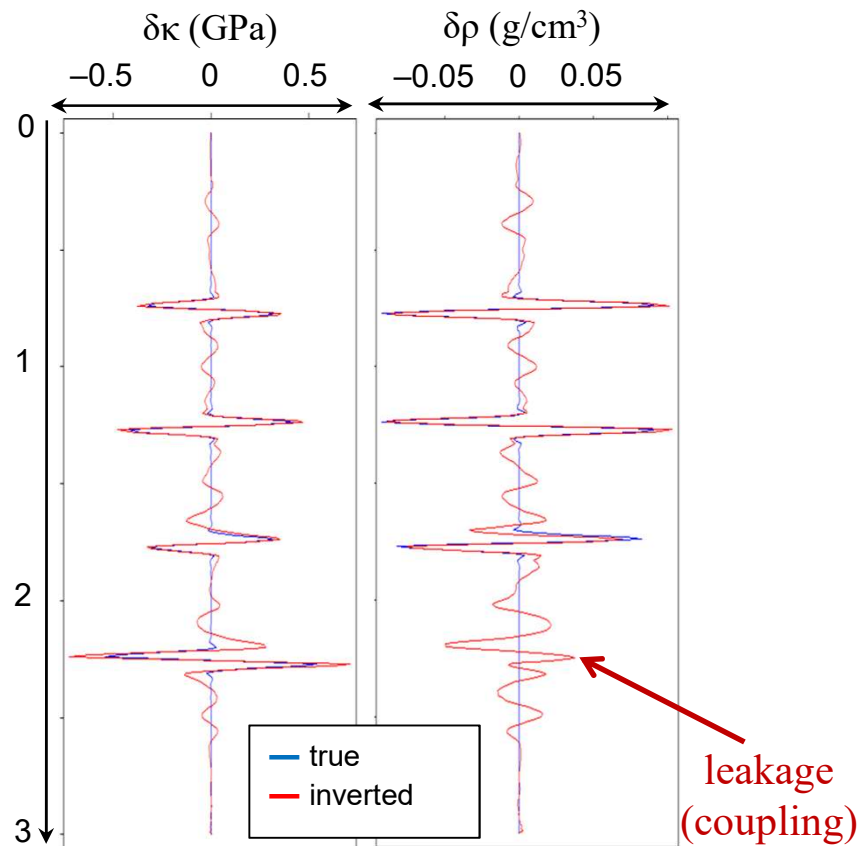 δκ (GPa)
δρ (g/cm³)
–0.5 0 0.5
–0.05 0 0.05
0
1
2
3
true
inverted
leakage
(coupling)